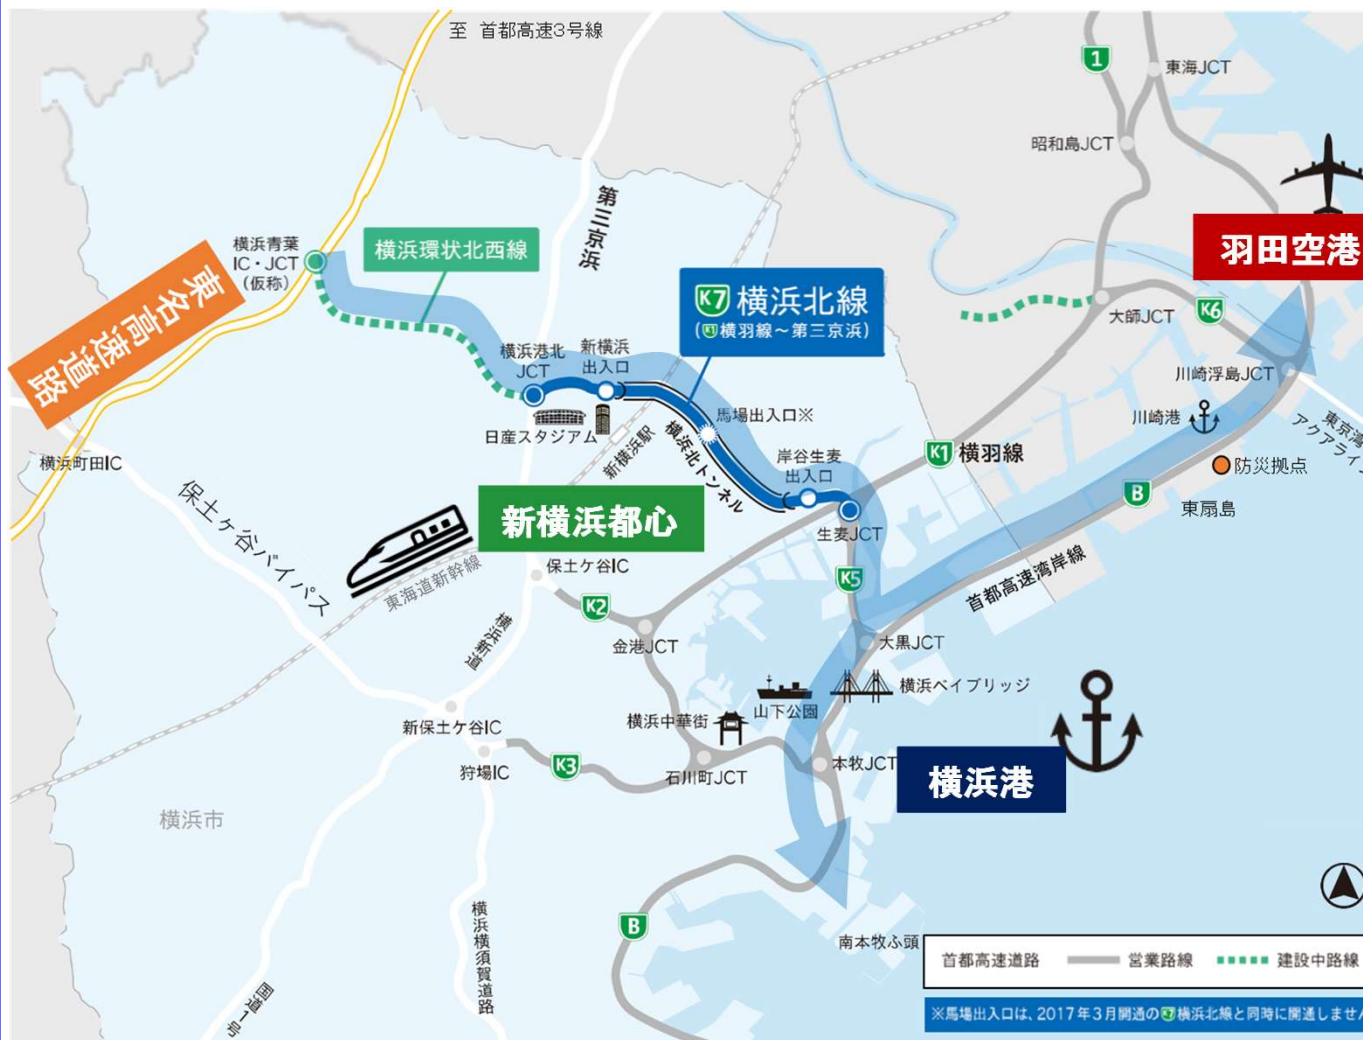 至 首都高速3号線
1
東海JCT
昭和島JCT
第三京浜
横浜青葉
IC・JCT
（仮称）
東名高速道路
横浜環状北西線
K7 横浜北線
（K1横羽線～第三京浜）
羽田空港
大師JCT
K6
川崎浮島JCT
横浜港北
JCT
新横浜
出入口
日産スタジアム
新横浜駅
馬場出入口※
横浜北トンネル
岸谷生麦
出入口
生麦JCT
K1 横羽線
川崎港
防災拠点
東扇島
B
首都高速湾岸線
横浜町田IC
保土ヶ谷バイパス
新横浜都心
東海道新幹線
保土ケ谷IC
K2
K5
横浜新道
金港JCT
大黒JCT
横浜ベイブリッジ
山下公園
横浜中華街
新保土ケ谷IC
狩場IC
K3
石川町JCT
本牧JCT
横浜港
横浜市
B
横浜横須賀道路
国道1号
南本牧ふ頭
首都高速道路 営業路線 建設中路線
※馬場出入口は、2017年3月開通のK7横浜北線と同時に開通しません